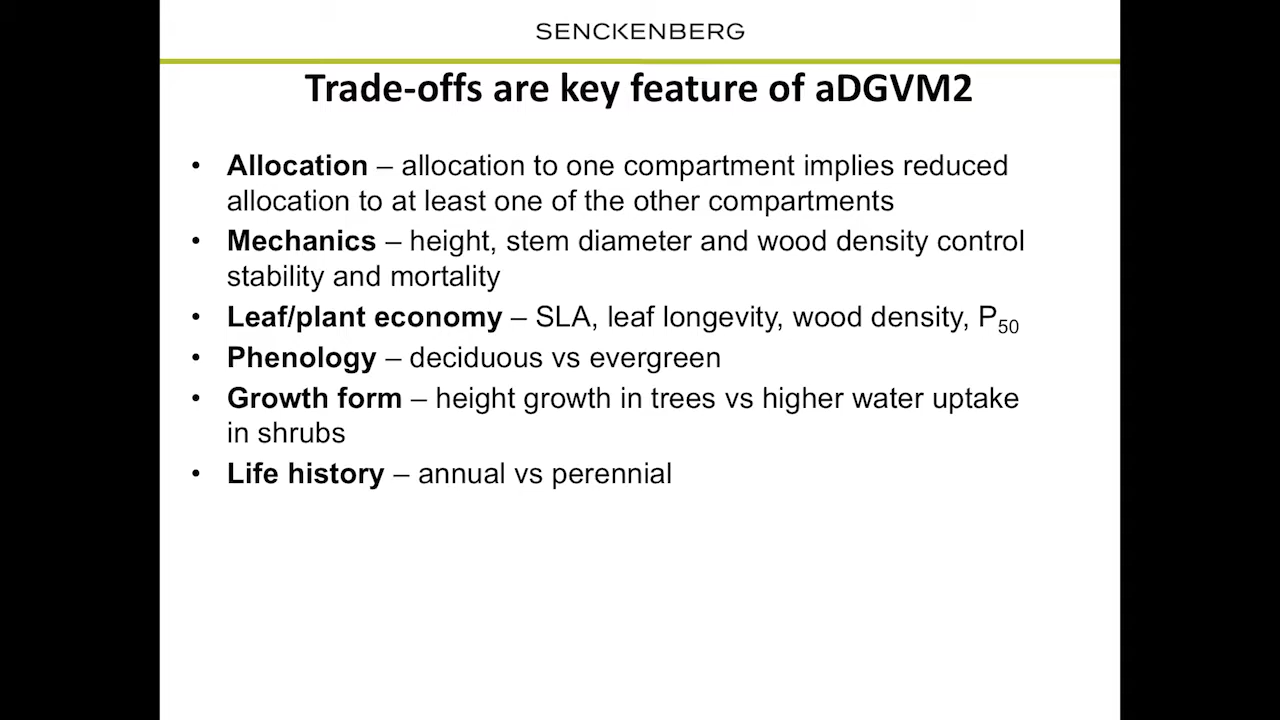 SENCKENBERG
Trade-offs are key feature of aDGVM2
• Allocation – allocation to one compartment implies reduced
allocation to at least one of the other compartments
• Mechanics – height, stem diameter and wood density control
stability and mortality
• Leaf/plant economy – SLA, leaf longevity, wood density, P50
• Phenology – deciduous vs evergreen
• Growth form – height growth in trees vs higher water uptake
in shrubs
• Life history – annual vs perennial